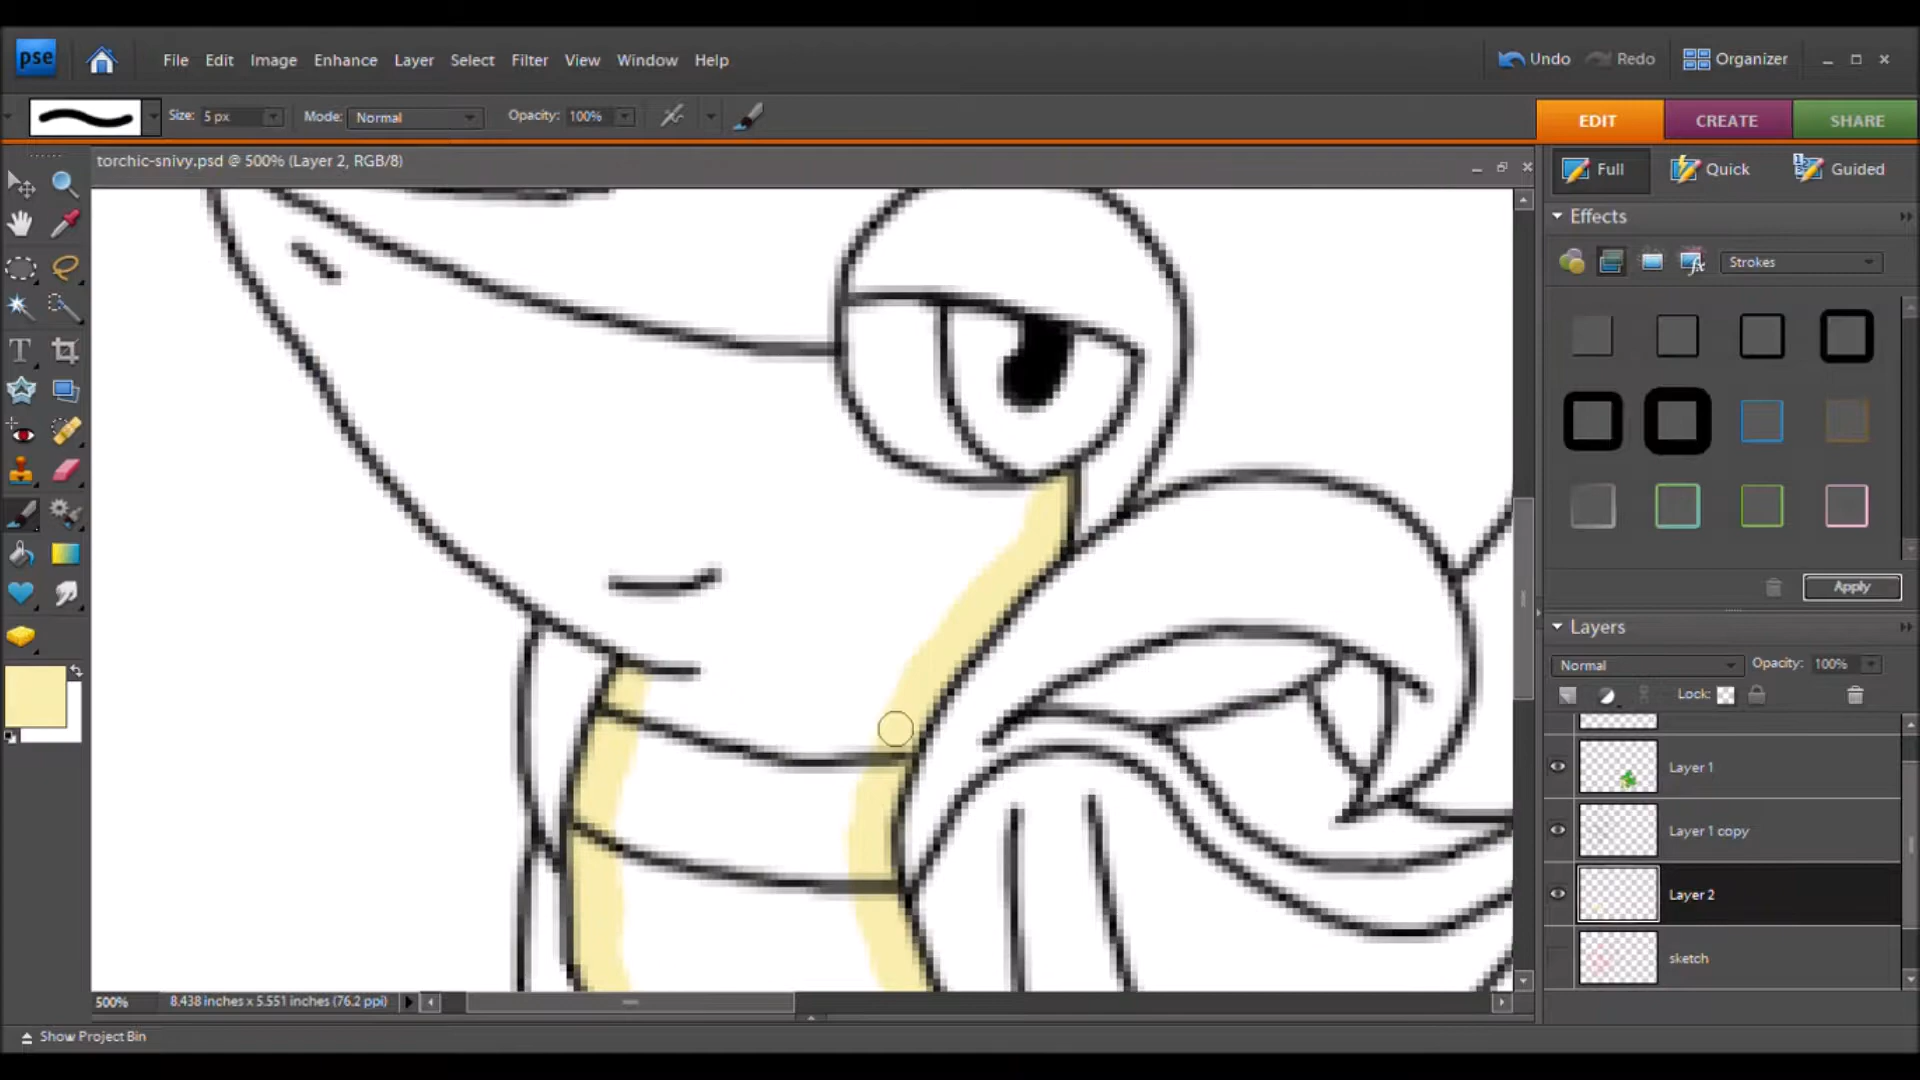 pse File Edit Image Enhance Layer Select Filter View Window Help Undo Redo Organizer
Size: 5 px Mode: Normal Opacity: 100% EDIT CREATE SHARE
torchic-snivy.psd @ 500% (Layer 2, RGB/8)
Full Quick Guided
Effects
Strokes
Apply
Layers
Normal Opacity: 100%
Lock:
Layer 1
Layer 1 copy
Layer 2
sketch
500% 8.438 inches x 5.551 inches (76.2 ppi)
Show Project Bin